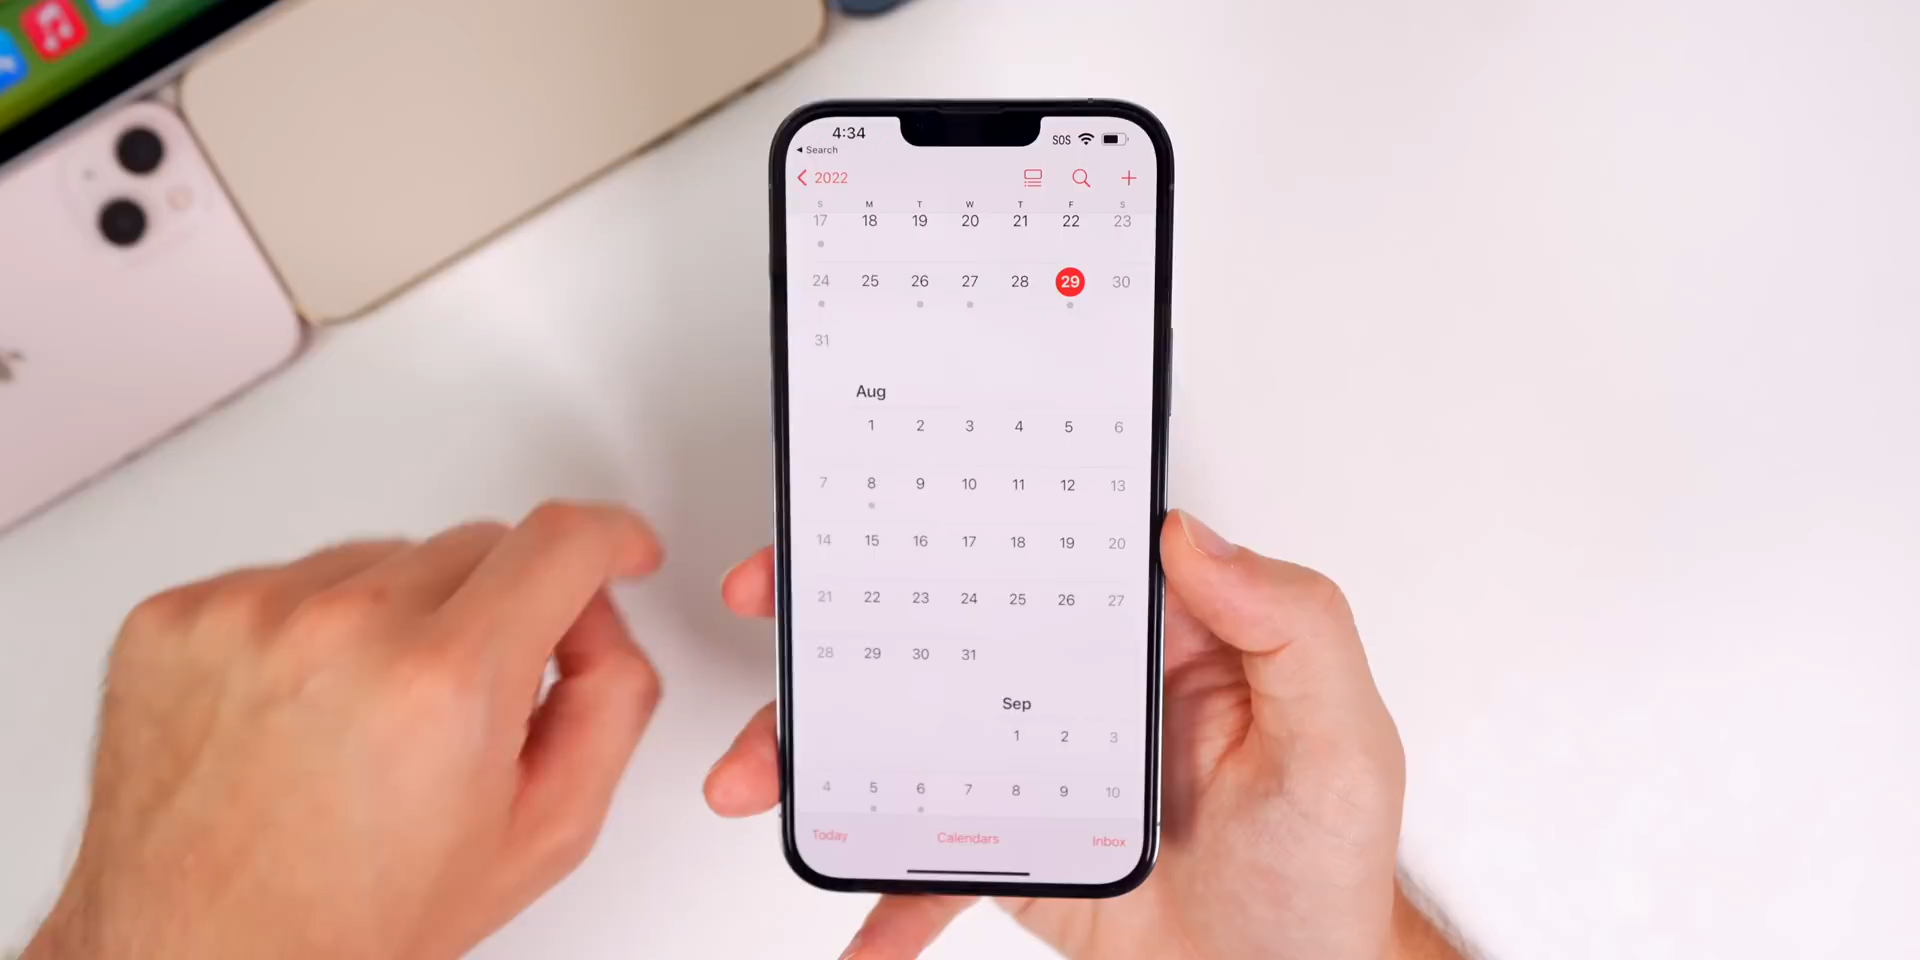 4:34 SOS
◀ Search
2022
S M T W T F S
17 18 19 20 21 22 23
24 25 26 27 28 29 30
31
Aug
1 2 3 4 5 6
7 8 9 10 11 12 13
14 15 16 17 18 19 20
21 22 23 24 25 26 27
28 29 30 31
Sep
1 2 3
4 5 6 7 8 9 10
Today Calendars Inbox